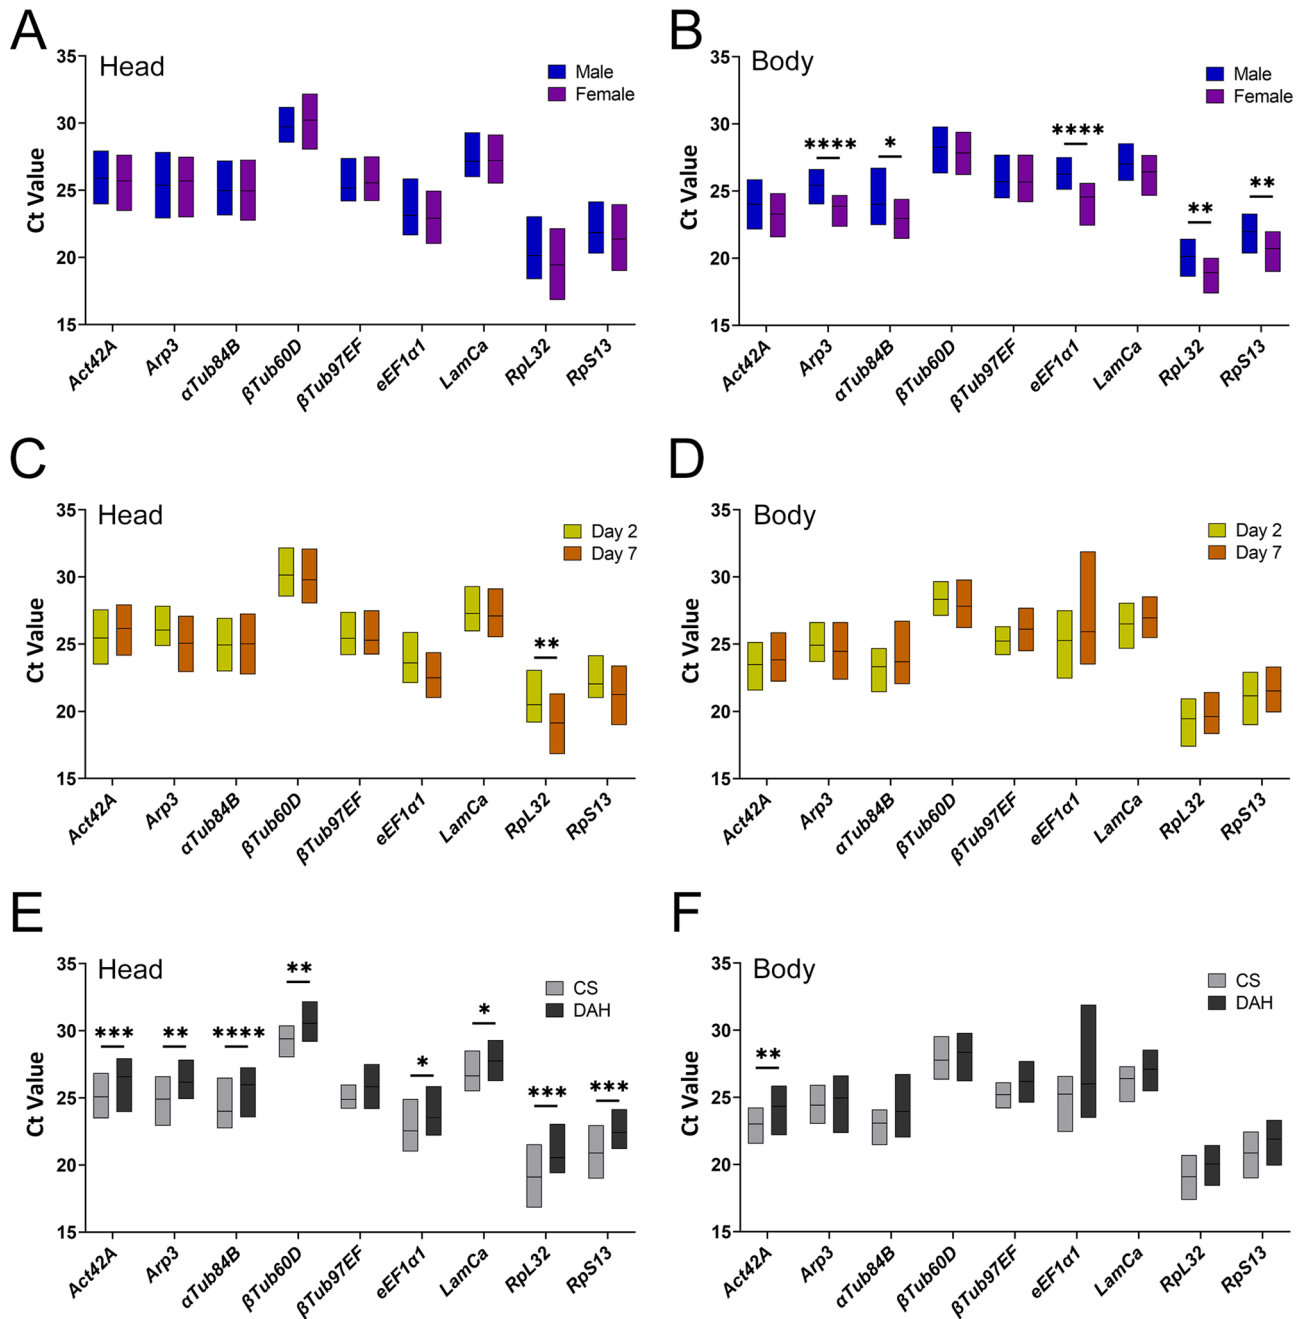 A
Head
Male
Female
Ct Value
35
30
25
20
15
Act42A
Arp3
αTub84B
βTub60D
βTub97EF
eEF1α1
LamCa
RpL32
RpS13
B
Body
Male
Female
Ct Value
35
30
25
20
15
****
*
****
**
**
Act42A
Arp3
αTub84B
βTub60D
βTub97EF
eEF1α1
LamCa
RpL32
RpS13
C
Head
Day 2
Day 7
Ct Value
35
30
25
20
15
**
Act42A
Arp3
αTub84B
βTub60D
βTub97EF
eEF1α1
LamCa
RpL32
RpS13
D
Body
Day 2
Day 7
Ct Value
35
30
25
20
15
Act42A
Arp3
αTub84B
βTub60D
βTub97EF
eEF1α1
LamCa
RpL32
RpS13
E
Head
CS
DAH
Ct Value
35
30
25
20
15
***
**
****
**
*
*
***
***
Act42A
Arp3
αTub84B
βTub60D
βTub97EF
eEF1α1
LamCa
RpL32
RpS13
F
Body
CS
DAH
Ct Value
35
30
25
20
15
**
Act42A
Arp3
αTub84B
βTub60D
βTub97EF
eEF1α1
LamCa
RpL32
RpS13